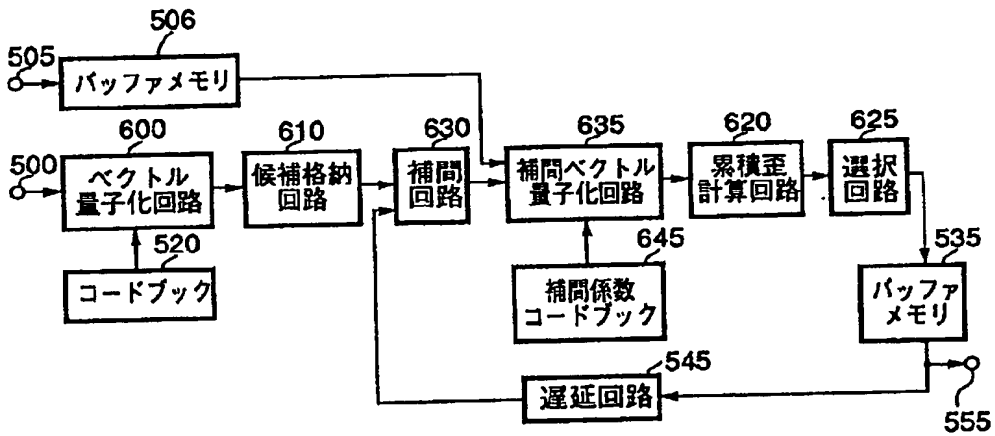 506
505
バッファメモリ
600
610
630
635
620
625
500
ベクトル
量子化回路
候補格納
回路
補間
回路
補間ベクトル
量子化回路
累積歪
計算回路
選択
回路
520
コードブック
645
補間係数
コードブック
535
バッファ
メモリ
545
遅延回路
555